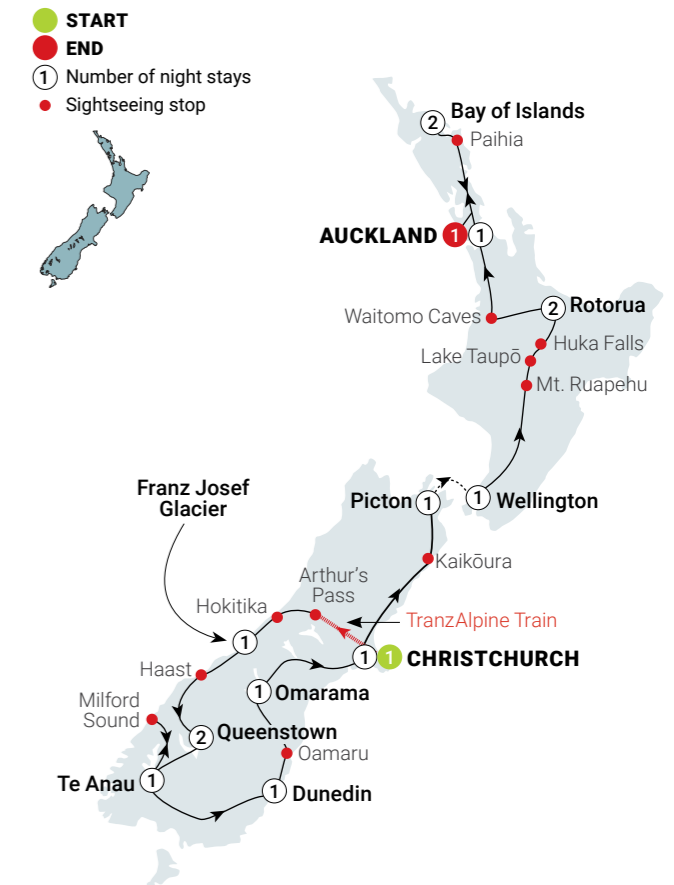 START
END
1 Number of night stays
Sightseeing stop
2 Bay of Islands
Paihia
AUCKLAND 1 1
Waitomo Caves
2 Rotorua
Huka Falls
Lake Taupō
Mt. Ruapehu
Franz Josef
Glacier
Picton 1
1 Wellington
Kaikōura
Arthur's
Pass
Hokitika
TranzAlpine Train
1
1 1 CHRISTCHURCH
Haast
1 Omarama
Milford
Sound
2 Queenstown
Oamaru
Te Anau 1
1 Dunedin